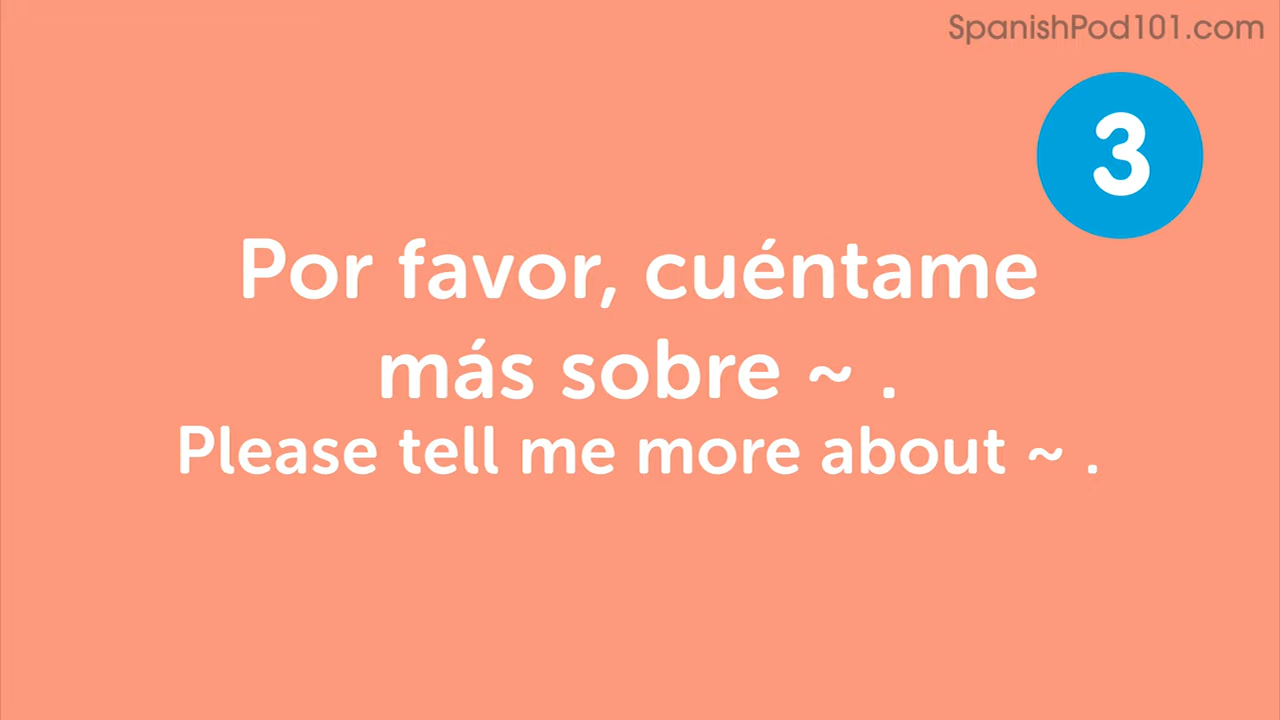 SpanishPod101.com
3
Por favor, cuéntame
más sobre ~ .
Please tell me more about ~ .